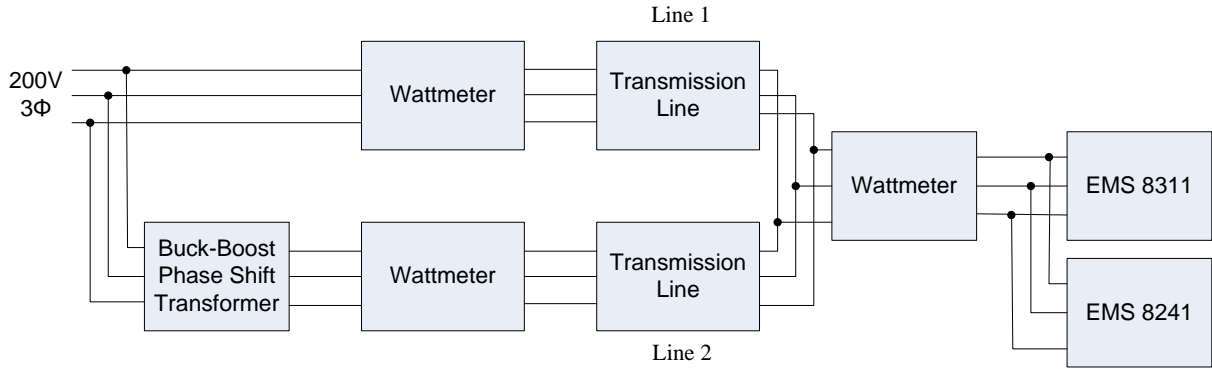 Line 1
200V
3Φ
Wattmeter
Transmission
Line
Wattmeter
EMS 8311
Buck-Boost
Phase Shift
Transformer
Wattmeter
Transmission
Line
EMS 8241
Line 2